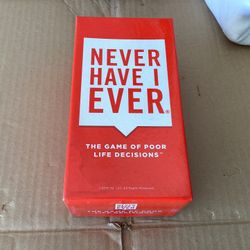 NEVER
HAVE I
EVER®
THE GAME OF POOR
LIFE DECISIONS™